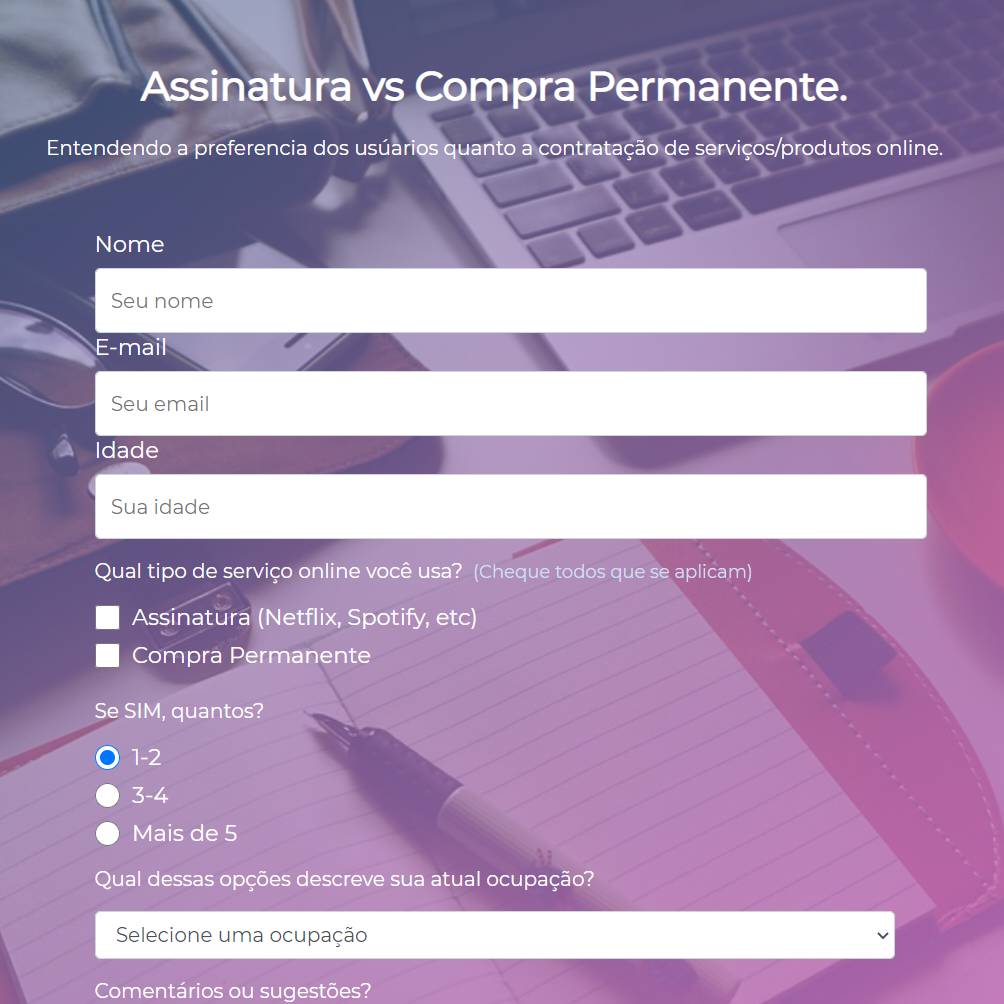 Assinatura vs Compra Permanente.
Entendendo a preferencia dos usúarios quanto a contratação de serviços/produtos online.
Nome
Seu nome
E-mail
Seu email
Idade
Sua idade
Qual tipo de serviço online você usa? (Cheque todos que se aplicam)
Assinatura (Netflix, Spotify, etc)
Compra Permanente
Se SIM, quantos?
1-2
3-4
Mais de 5
Qual dessas opções descreve sua atual ocupação?
Selecione uma ocupação
Comentários ou sugestões?